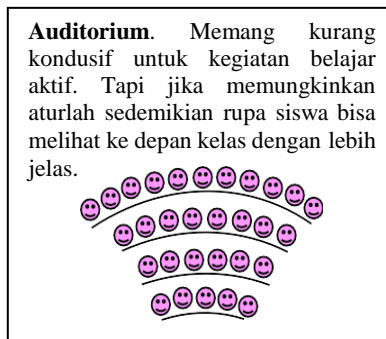 Auditorium. Memang kurang
kondusif untuk kegiatan belajar
aktif. Tapi jika memungkinkan
aturlah sedemikian rupa siswa bisa
melihat ke depan kelas dengan lebih
jelas.